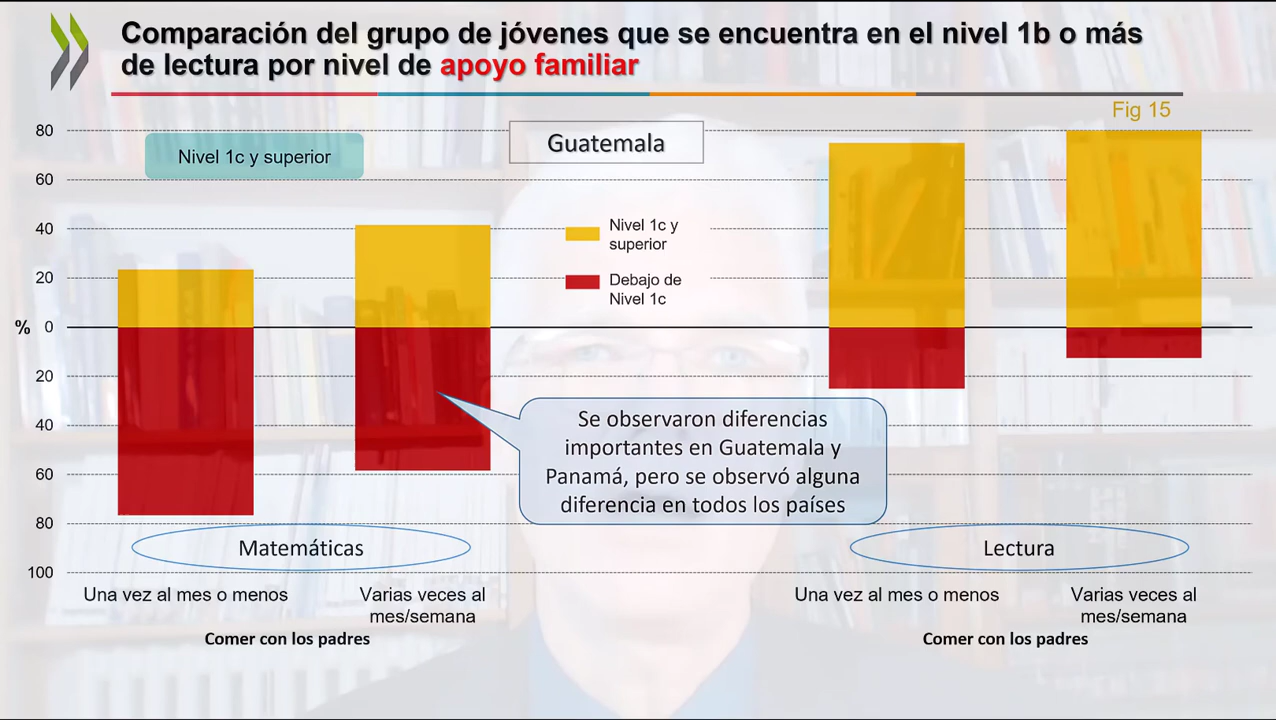 Comparación del grupo de jóvenes que se encuentra en el nivel 1b o más
de lectura por nivel de apoyo familiar
Fig 15
Nivel 1c y superior
Guatemala
80
60
40
20
% 0
20
40
60
80
100
Nivel 1c y
superior
Debajo de
Nivel 1c
Se observaron diferencias
importantes en Guatemala y
Panamá, pero se observó alguna
diferencia en todos los países
Matemáticas
Lectura
Una vez al mes o menos
Varias veces al
mes/semana
Comer con los padres
Una vez al mes o menos
Varias veces al
mes/semana
Comer con los padres